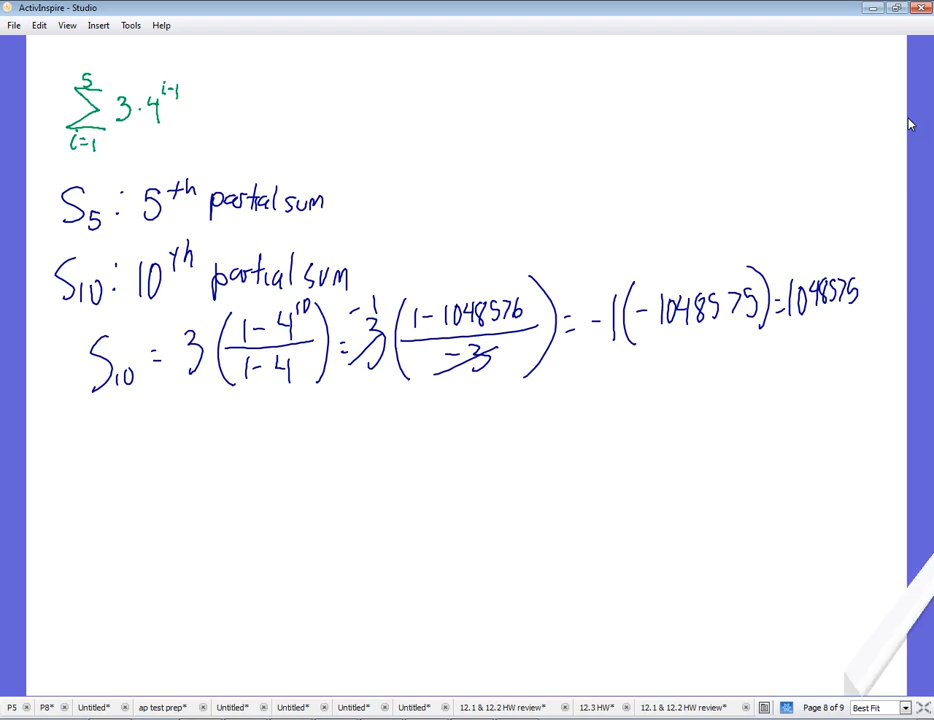 ActivInspire - Studio
File Edit View Insert Tools Help
5
∑ 3·4^(i-1)
i=1
S₅ : 5th partial sum
S₁₀ : 10th partial sum
S₁₀ = 3((1-4^10)/(1-4)) = 3((1-1048576)/(-3)) = -1(-1048575) = 1048575
-1
P5 P8* Untitled* ap test prep* Untitled* Untitled* Untitled* Untitled* 12.1 & 12.2 HW review* 12.3 HW* 12.1 & 12.2 HW review* Page 8 of 9 Best Fit